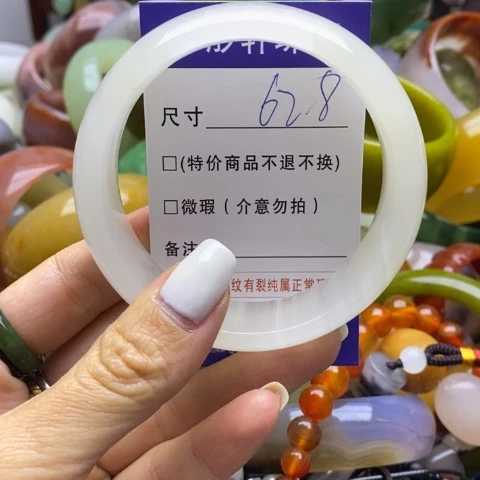 尺寸 62.8
□(特价商品不退不换)
□微瑕(介意勿拍)
备注
纹有裂纯属正常